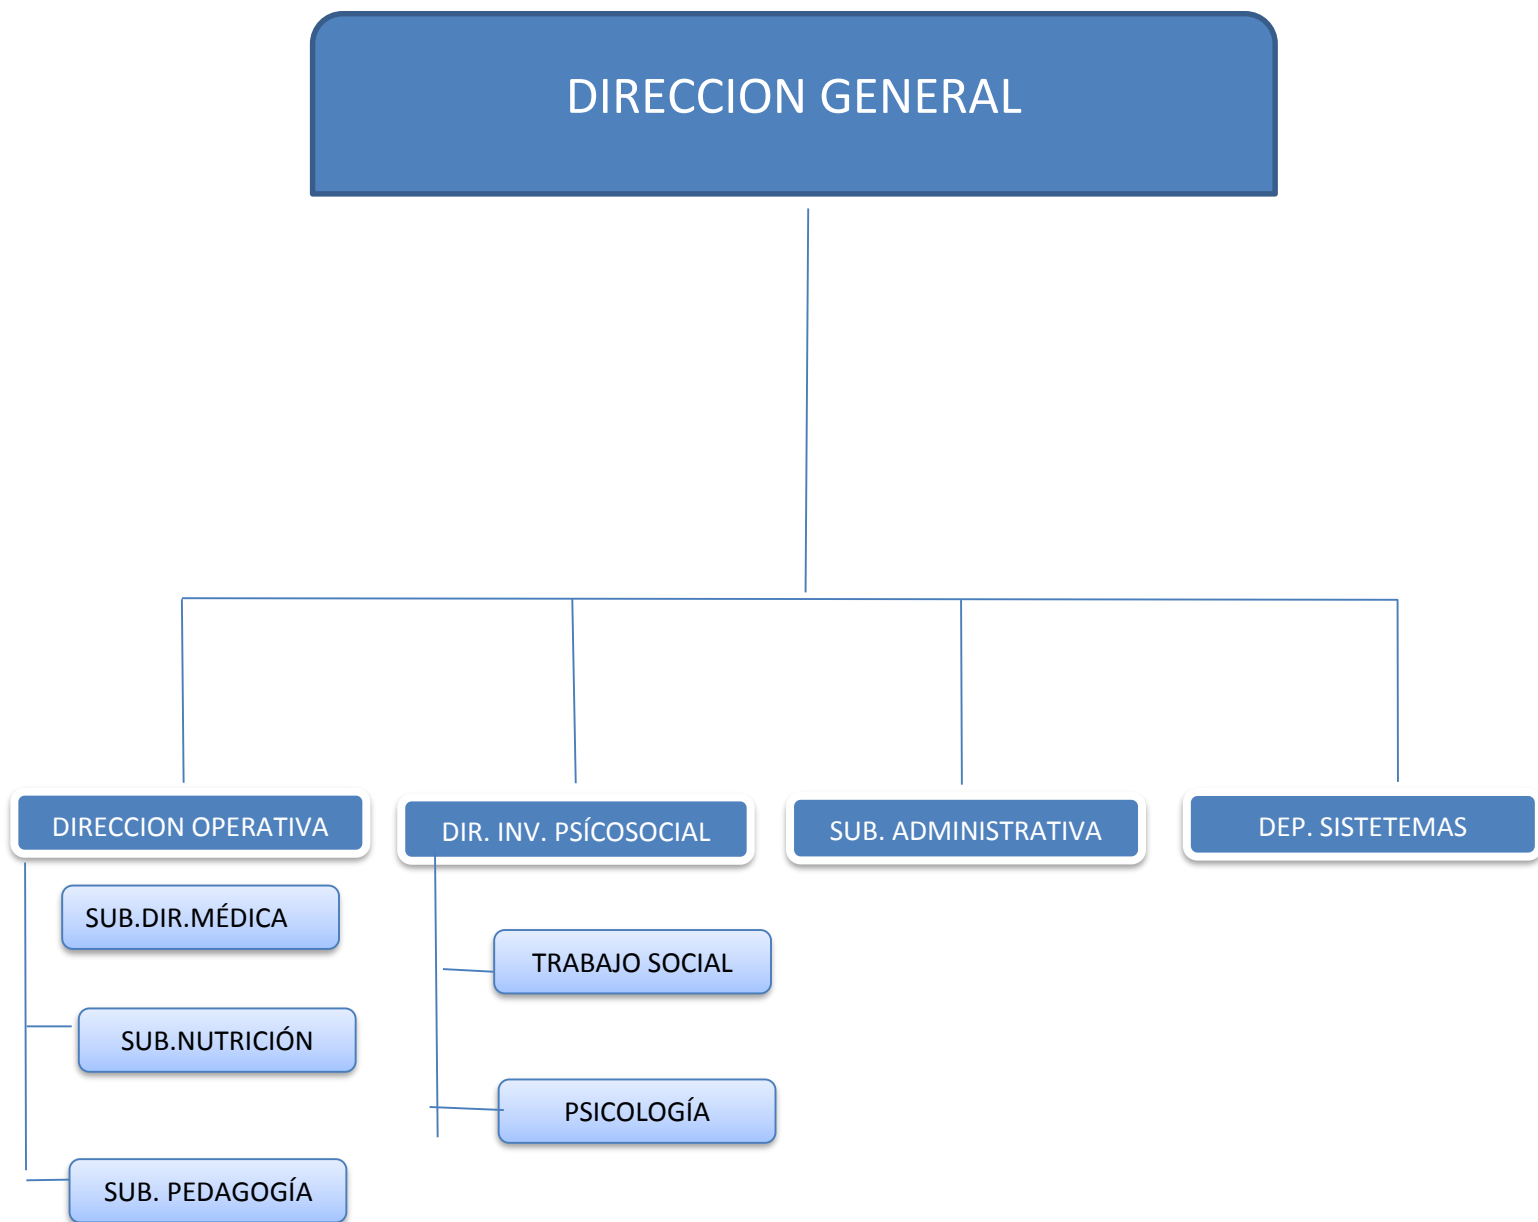 DIRECCION GENERAL
DIRECCION OPERATIVA
DIR. INV. PSÍCOSOCIAL
SUB. ADMINISTRATIVA
DEP. SISTETEMAS
SUB.DIR.MÉDICA
TRABAJO SOCIAL
SUB.NUTRICIÓN
PSICOLOGÍA
SUB. PEDAGOGÍA